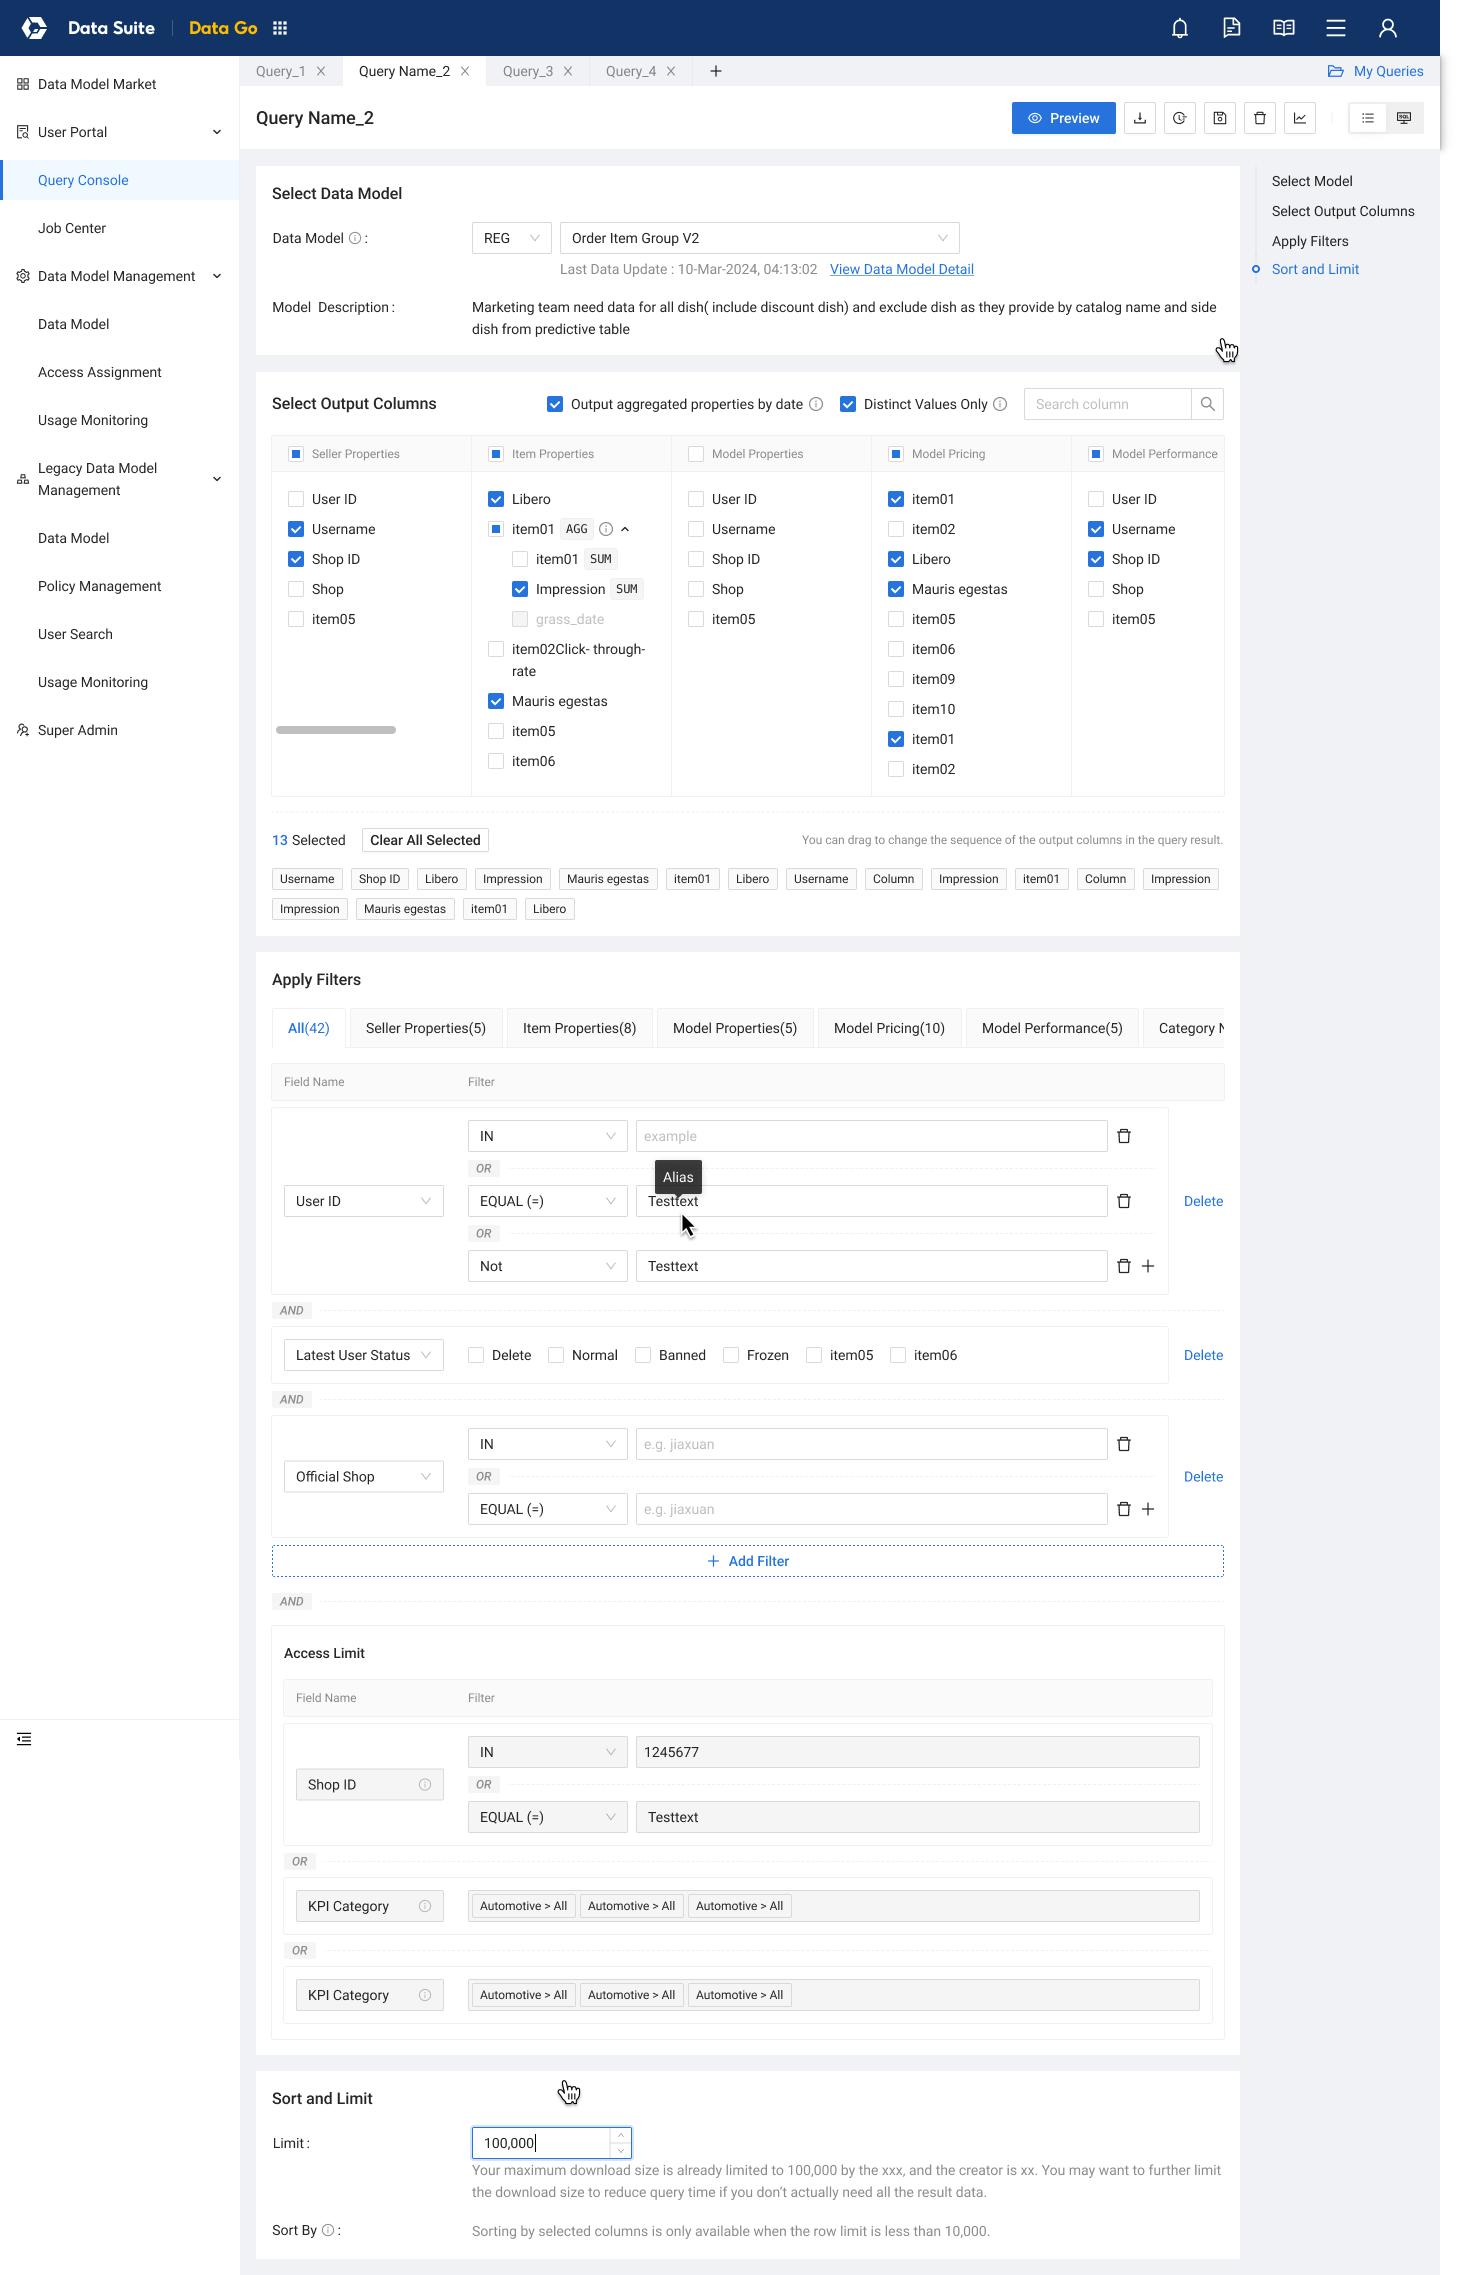 Data Suite
Data Go
Query_1
Query Name_2
Query_3
Query_4
My Queries
Data Model Market
User Portal
Query Console
Job Center
Data Model Management
Data Model
Access Assignment
Usage Monitoring
Legacy Data Model
Management
Data Model
Policy Management
User Search
Usage Monitoring
Super Admin
Query Name_2
Preview
SQL
Select Model
Select Output Columns
Apply Filters
Sort and Limit
Select Data Model
Data Model :
REG
Order Item Group V2
Last Data Update : 10-Mar-2024, 04:13:02 View Data Model Detail
Model Description :
Marketing team need data for all dish( include discount dish) and exclude dish as they provide by catalog name and side
dish from predictive table
Select Output Columns
Output aggregated properties by date
Distinct Values Only
Search column
Seller Properties
User ID
Username
Shop ID
Shop
item05
Item Properties
Libero
item01 AGG
item01 SUM
Impression SUM
grass_date
item02Click- through-
rate
Mauris egestas
item05
item06
Model Properties
User ID
Username
Shop ID
Shop
item05
Model Pricing
item01
item02
Libero
Mauris egestas
item05
item06
item09
item10
item01
item02
Model Performance
User ID
Username
Shop ID
Shop
item05
13 Selected
Clear All Selected
You can drag to change the sequence of the output columns in the query result.
Username Shop ID Libero Impression Mauris egestas item01 Libero Username Column Impression item01 Column Impression
Impression Mauris egestas item01 Libero
Apply Filters
All(42)
Seller Properties(5)
Item Properties(8)
Model Properties(5)
Model Pricing(10)
Model Performance(5)
Category N
Field Name
Filter
User ID
IN
example
OR
Alias
EQUAL (=)
Testtext
OR
Not
Testtext
Delete
AND
Latest User Status
Delete
Normal
Banned
Frozen
item05
item06
Delete
AND
Official Shop
IN
e.g. jiaxuan
OR
EQUAL (=)
e.g. jiaxuan
Delete
Add Filter
AND
Access Limit
Field Name
Filter
Shop ID
IN
1245677
OR
EQUAL (=)
Testtext
OR
KPI Category
Automotive > All Automotive > All Automotive > All
OR
KPI Category
Automotive > All Automotive > All Automotive > All
Sort and Limit
Limit :
100,000
Your maximum download size is already limited to 100,000 by the xxx, and the creator is xx. You may want to further limit
the download size to reduce query time if you don't actually need all the result data.
Sort By :
Sorting by selected columns is only available when the row limit is less than 10,000.